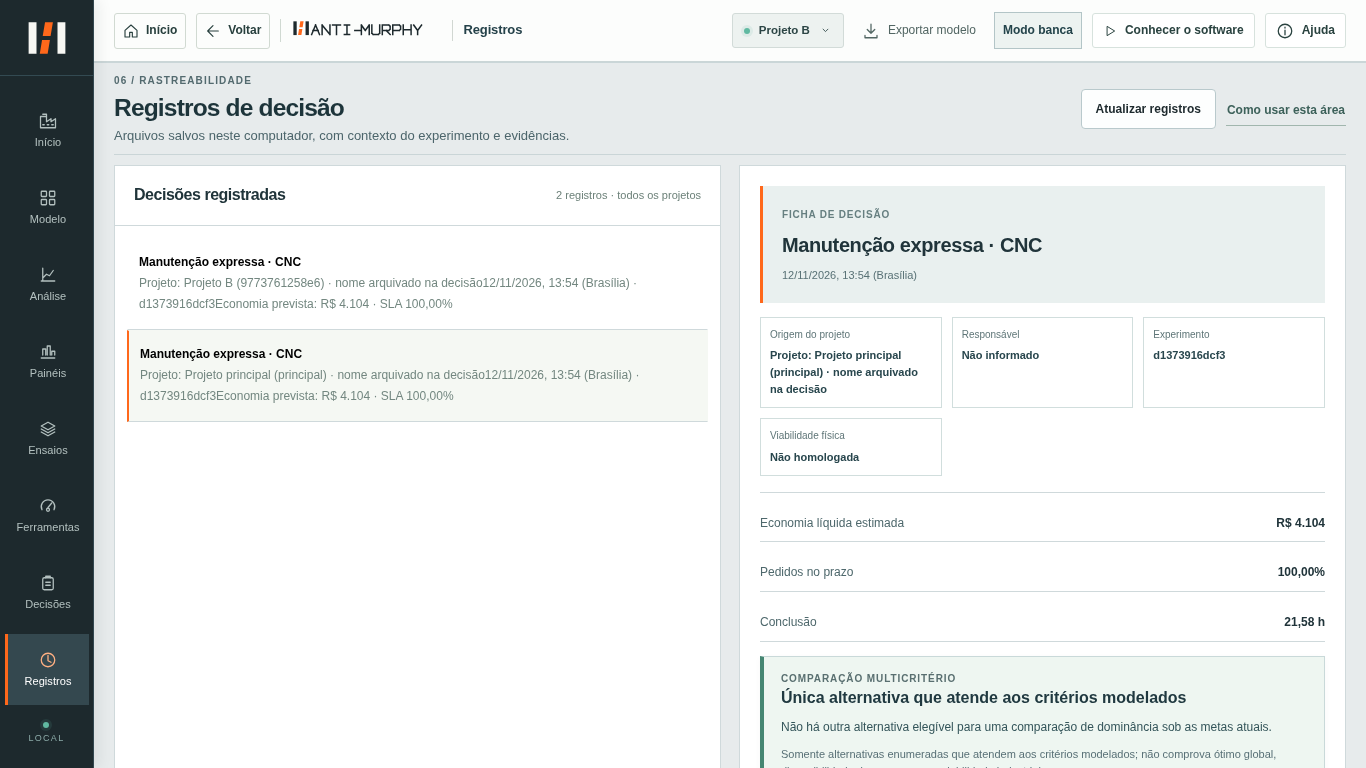 Início
Voltar
ANTI-MURPHY
Registros
Projeto B
Exportar modelo
Modo banca
Conhecer o software
Ajuda
Início
Modelo
Análise
Painéis
Ensaios
Ferramentas
Decisões
Registros
LOCAL
06 / RASTREABILIDADE
Registros de decisão
Arquivos salvos neste computador, com contexto do experimento e evidências.
Atualizar registros
Como usar esta área
Decisões registradas
2 registros · todos os projetos
Manutenção expressa · CNC
Projeto: Projeto B (9773761258e6) · nome arquivado na decisão12/11/2026, 13:54 (Brasília) ·
d1373916dcf3Economia prevista: R$ 4.104 · SLA 100,00%
Manutenção expressa · CNC
Projeto: Projeto principal (principal) · nome arquivado na decisão12/11/2026, 13:54 (Brasília) ·
d1373916dcf3Economia prevista: R$ 4.104 · SLA 100,00%
FICHA DE DECISÃO
Manutenção expressa · CNC
12/11/2026, 13:54 (Brasília)
Origem do projeto
Projeto: Projeto principal
(principal) · nome arquivado
na decisão
Responsável
Não informado
Experimento
d1373916dcf3
Viabilidade física
Não homologada
Economia líquida estimada
R$ 4.104
Pedidos no prazo
100,00%
Conclusão
21,58 h
COMPARAÇÃO MULTICRITÉRIO
Única alternativa que atende aos critérios modelados
Não há outra alternativa elegível para uma comparação de dominância sob as metas atuais.
Somente alternativas enumeradas que atendem aos critérios modelados; não comprova ótimo global,